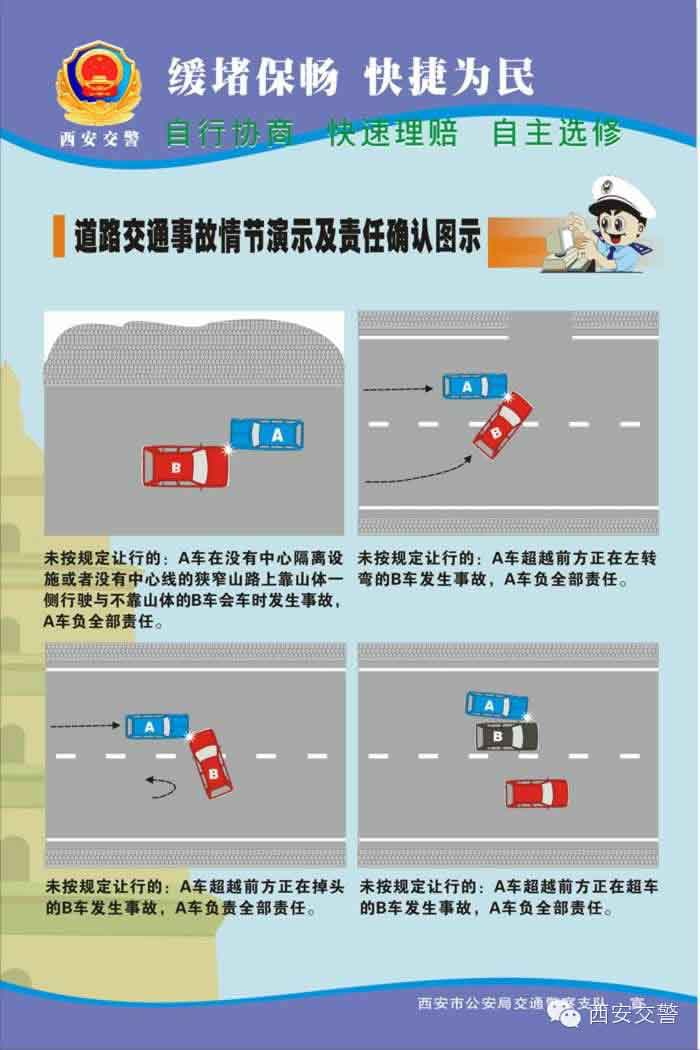 缓堵保畅 快捷为民
西安交警
自行协商 快速理赔 自主选修
道路交通事故情节演示及责任确认图示
A
B
A
B
未按规定让行的：A车在没有中心隔离设
施或者没有中心线的狭窄山路上靠山体一
侧行驶与不靠山体的B车会车时发生事故，
A车负全部责任。
未按规定让行的：A车超越前方正在左转
弯的B车发生事故，A车负全部责任。
A
B
A
B
未按规定让行的：A车超越前方正在掉头
的B车发生事故，A车负责全部责任。
未按规定让行的：A车超越前方正在超车
的B车发生事故，A车负全部责任。
西安市公安局交通警察支队 宣
西安交警